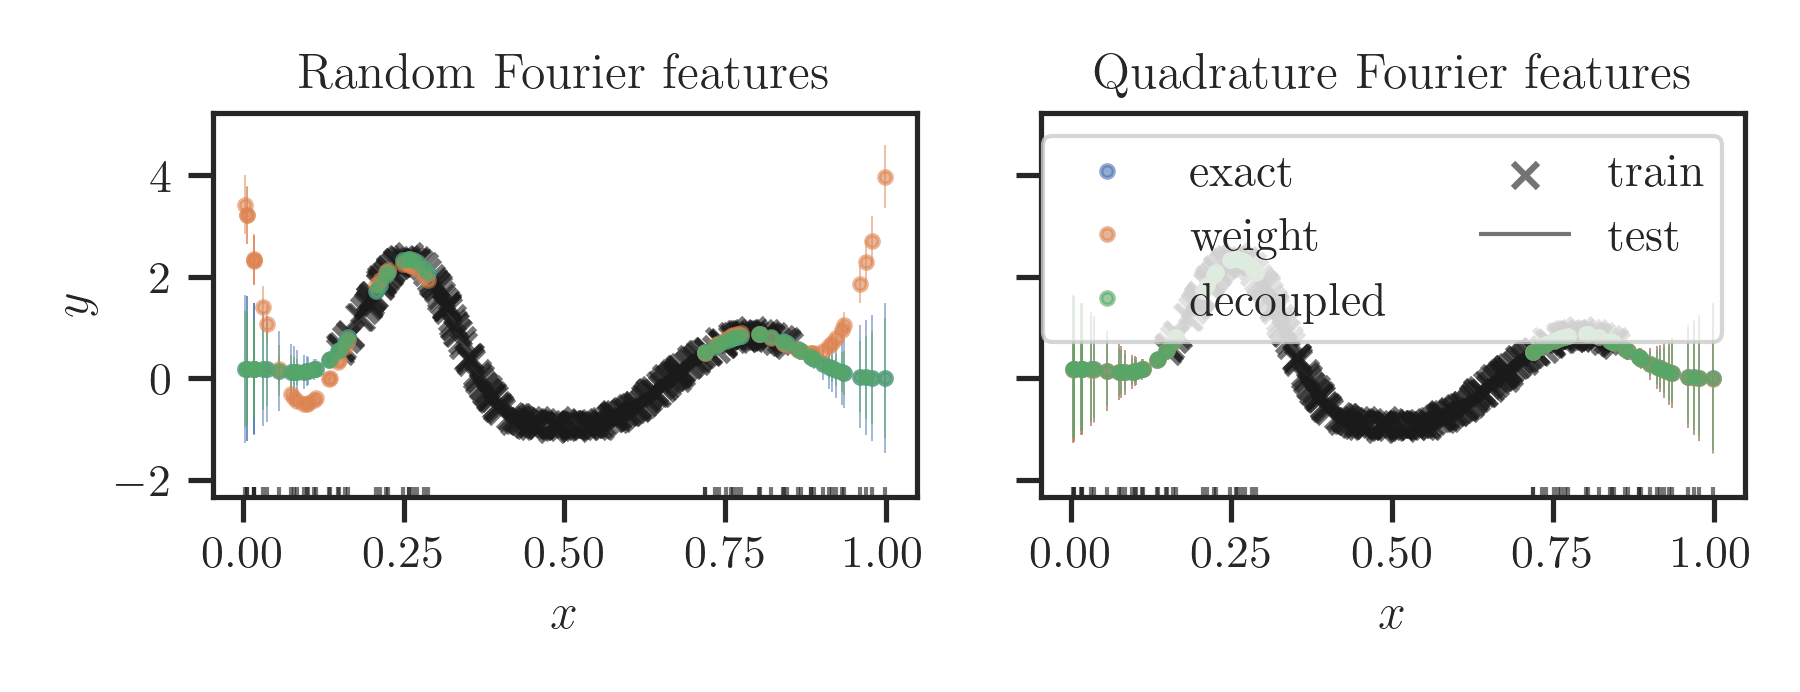 Random Fourier features
Quadrature Fourier features
y
4
2
0
−2
0.00 0.25 0.50 0.75 1.00
x
exact
weight
decoupled
train
test
0.00 0.25 0.50 0.75 1.00
x